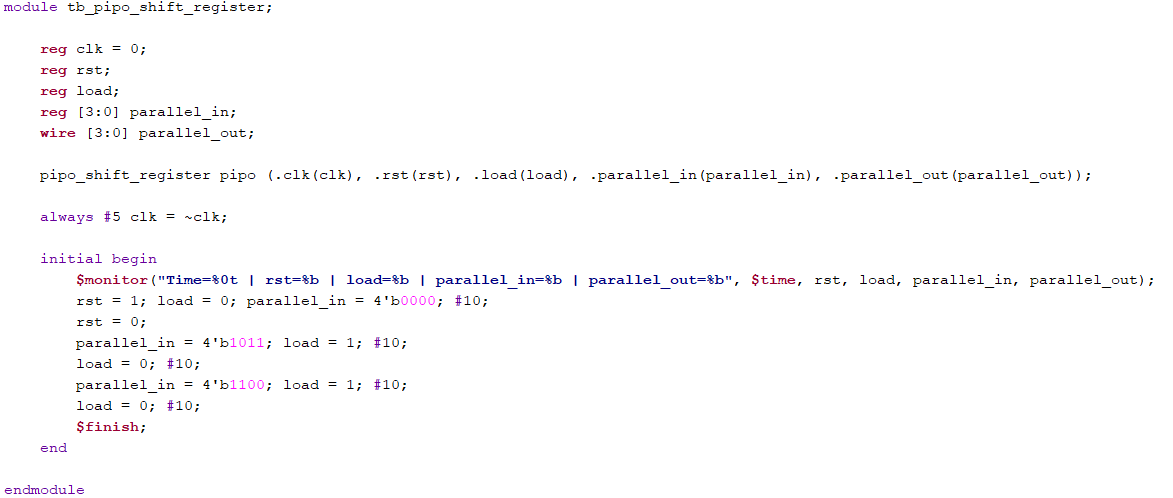 module tb_pipo_shift_register;
reg clk = 0;
reg rst;
reg load;
reg [3:0] parallel_in;
wire [3:0] parallel_out;
pipo_shift_register pipo (.clk(clk), .rst(rst), .load(load), .parallel_in(parallel_in), .parallel_out(parallel_out));
always #5 clk = ~clk;
initial begin
$monitor("Time=%0t | rst=%b | load=%b | parallel_in=%b | parallel_out=%b", $time, rst, load, parallel_in, parallel_out);
rst = 1; load = 0; parallel_in = 4'b0000; #10;
rst = 0;
parallel_in = 4'b1011; load = 1; #10;
load = 0; #10;
parallel_in = 4'b1100; load = 1; #10;
load = 0; #10;
$finish;
end
endmodule